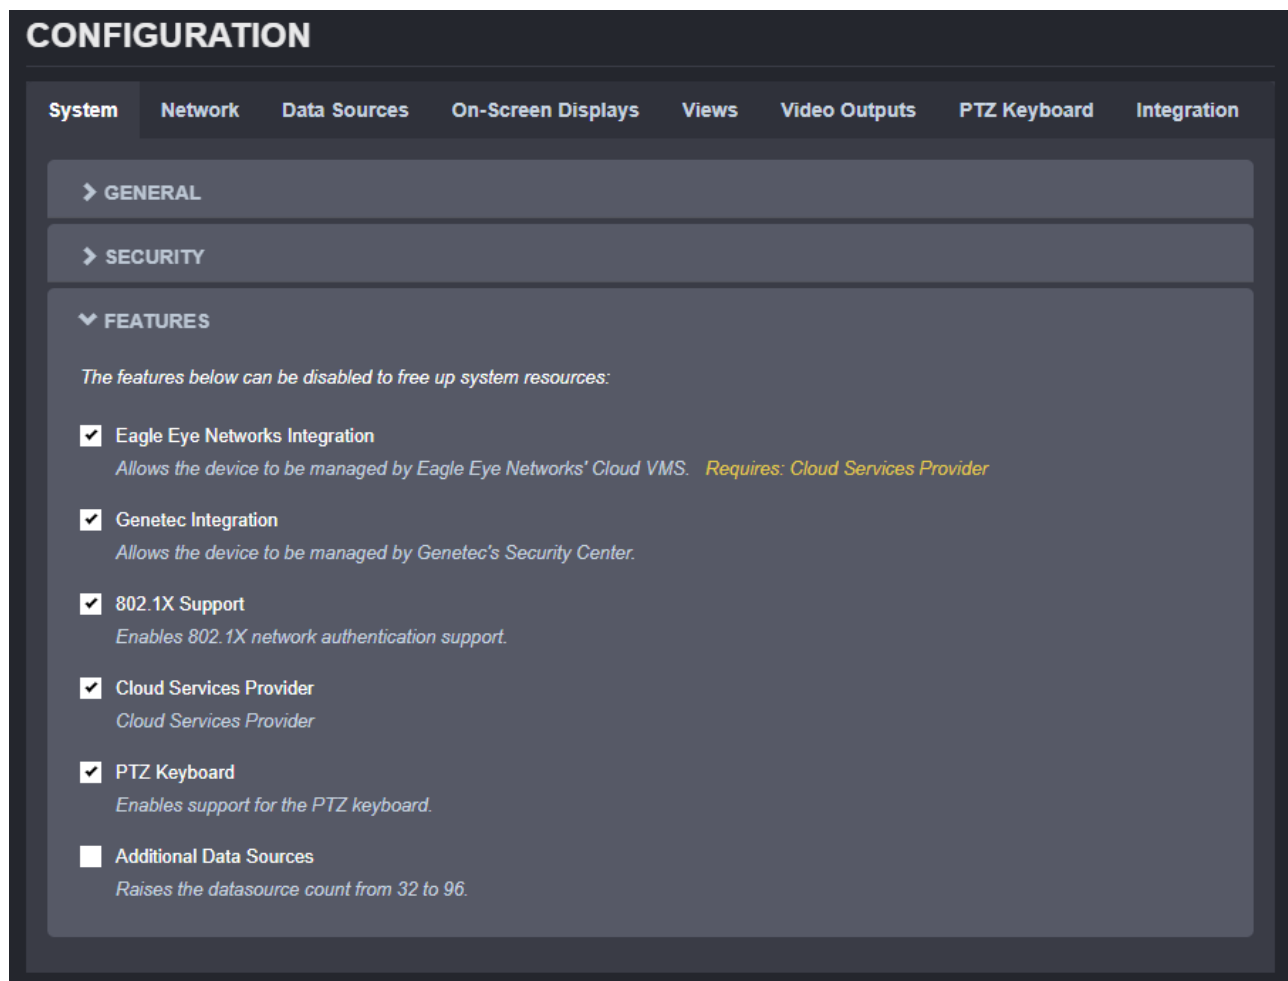 CONFIGURATION
System Network Data Sources On-Screen Displays Views Video Outputs PTZ Keyboard Integration
GENERAL
SECURITY
FEATURES
The features below can be disabled to free up system resources:
Eagle Eye Networks Integration
Allows the device to be managed by Eagle Eye Networks' Cloud VMS. Requires: Cloud Services Provider
Genetec Integration
Allows the device to be managed by Genetec's Security Center.
802.1X Support
Enables 802.1X network authentication support.
Cloud Services Provider
Cloud Services Provider
PTZ Keyboard
Enables support for the PTZ keyboard.
Additional Data Sources
Raises the datasource count from 32 to 96.